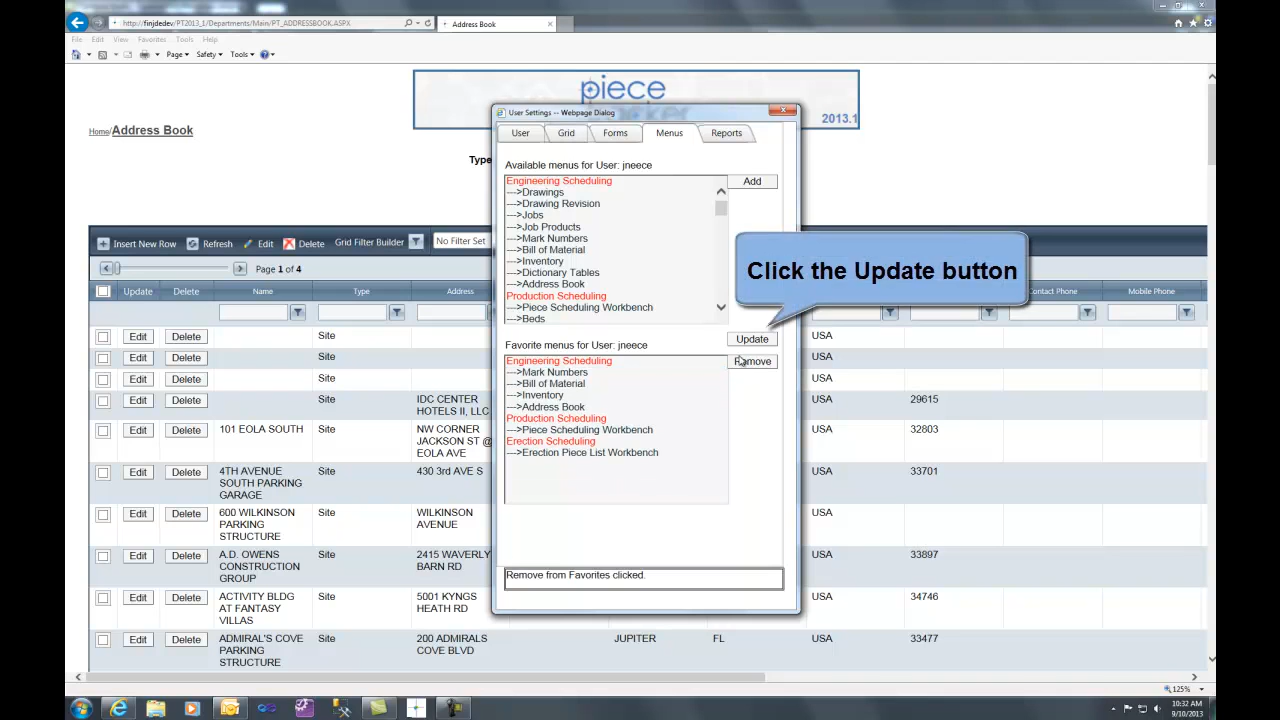 http://finjdedev/PT2013_1/Departments/Main/PT_ADDRESSBOOK.ASPX
Address Book
File Edit View Favorites Tools Help
Page Safety Tools
piece
2013.1
Home/Address Book
Type
Insert New Row Refresh Edit Delete Grid Filter Builder No Filter Set
Page 1 of 4
Update Delete Name Type Address Contact Phone Mobile Phone
Edit Delete Site USA
Edit Delete Site USA
Edit Delete Site USA
Edit Delete Site IDC CENTER USA 29615
HOTELS II, LLC
Edit Delete 101 EOLA SOUTH Site NW CORNER USA 32803
JACKSON ST @
EOLA AVE
Edit Delete 4TH AVENUE Site 430 3rd AVE S USA 33701
SOUTH PARKING
GARAGE
Edit Delete 600 WILKINSON Site WILKINSON USA
PARKING AVENUE
STRUCTURE
Edit Delete A.D. OWENS Site 2415 WAVERLY USA 33897
CONSTRUCTION BARN RD
GROUP
Edit Delete ACTIVITY BLDG Site 5001 KYNGS USA 34746
AT FANTASY HEATH RD
VILLAS
Edit Delete ADMIRAL'S COVE Site 200 ADMIRALS JUPITER FL USA 33477
PARKING COVE BLVD
STRUCTURE
User Settings -- Webpage Dialog
User Grid Forms Menus Reports
Available menus for User: jneece
Engineering Scheduling
--->Drawings
--->Drawing Revision
--->Jobs
--->Job Products
--->Mark Numbers
--->Bill of Material
--->Inventory
--->Dictionary Tables
--->Address Book
Production Scheduling
--->Piece Scheduling Workbench
--->Beds
Add
Click the Update button
Update
Favorite menus for User: jneece
Remove
Engineering Scheduling
--->Mark Numbers
--->Bill of Material
--->Inventory
--->Address Book
Production Scheduling
--->Piece Scheduling Workbench
Erection Scheduling
--->Erection Piece List Workbench
Remove from Favorites clicked.
125%
10:32 AM
9/10/2013